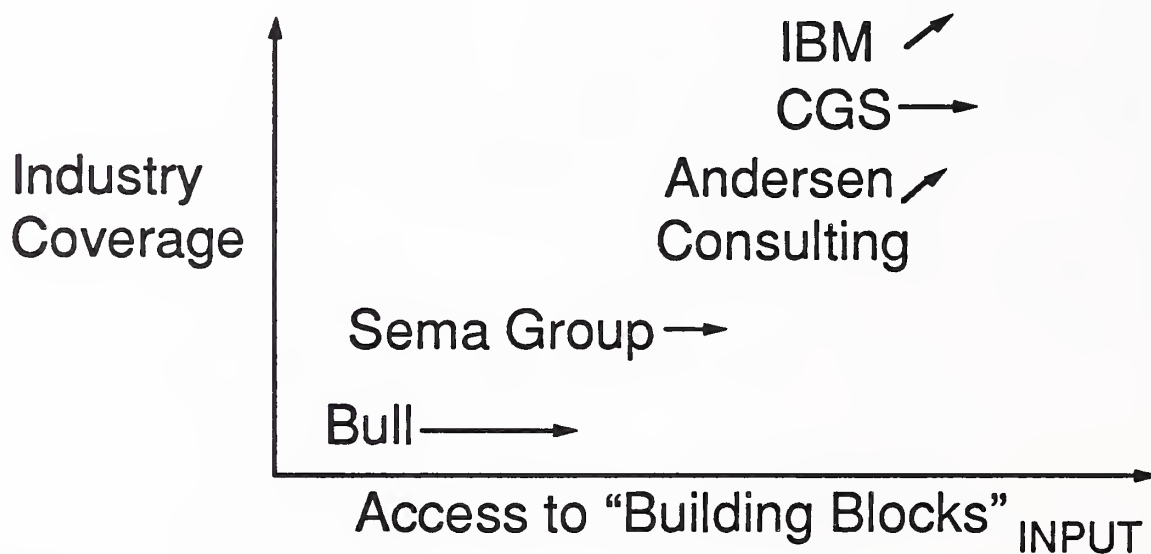 IBM
CGS
Industry
Coverage
Andersen
Consulting
Sema Group
Bull
Access to “Building Blocks”
INPUT